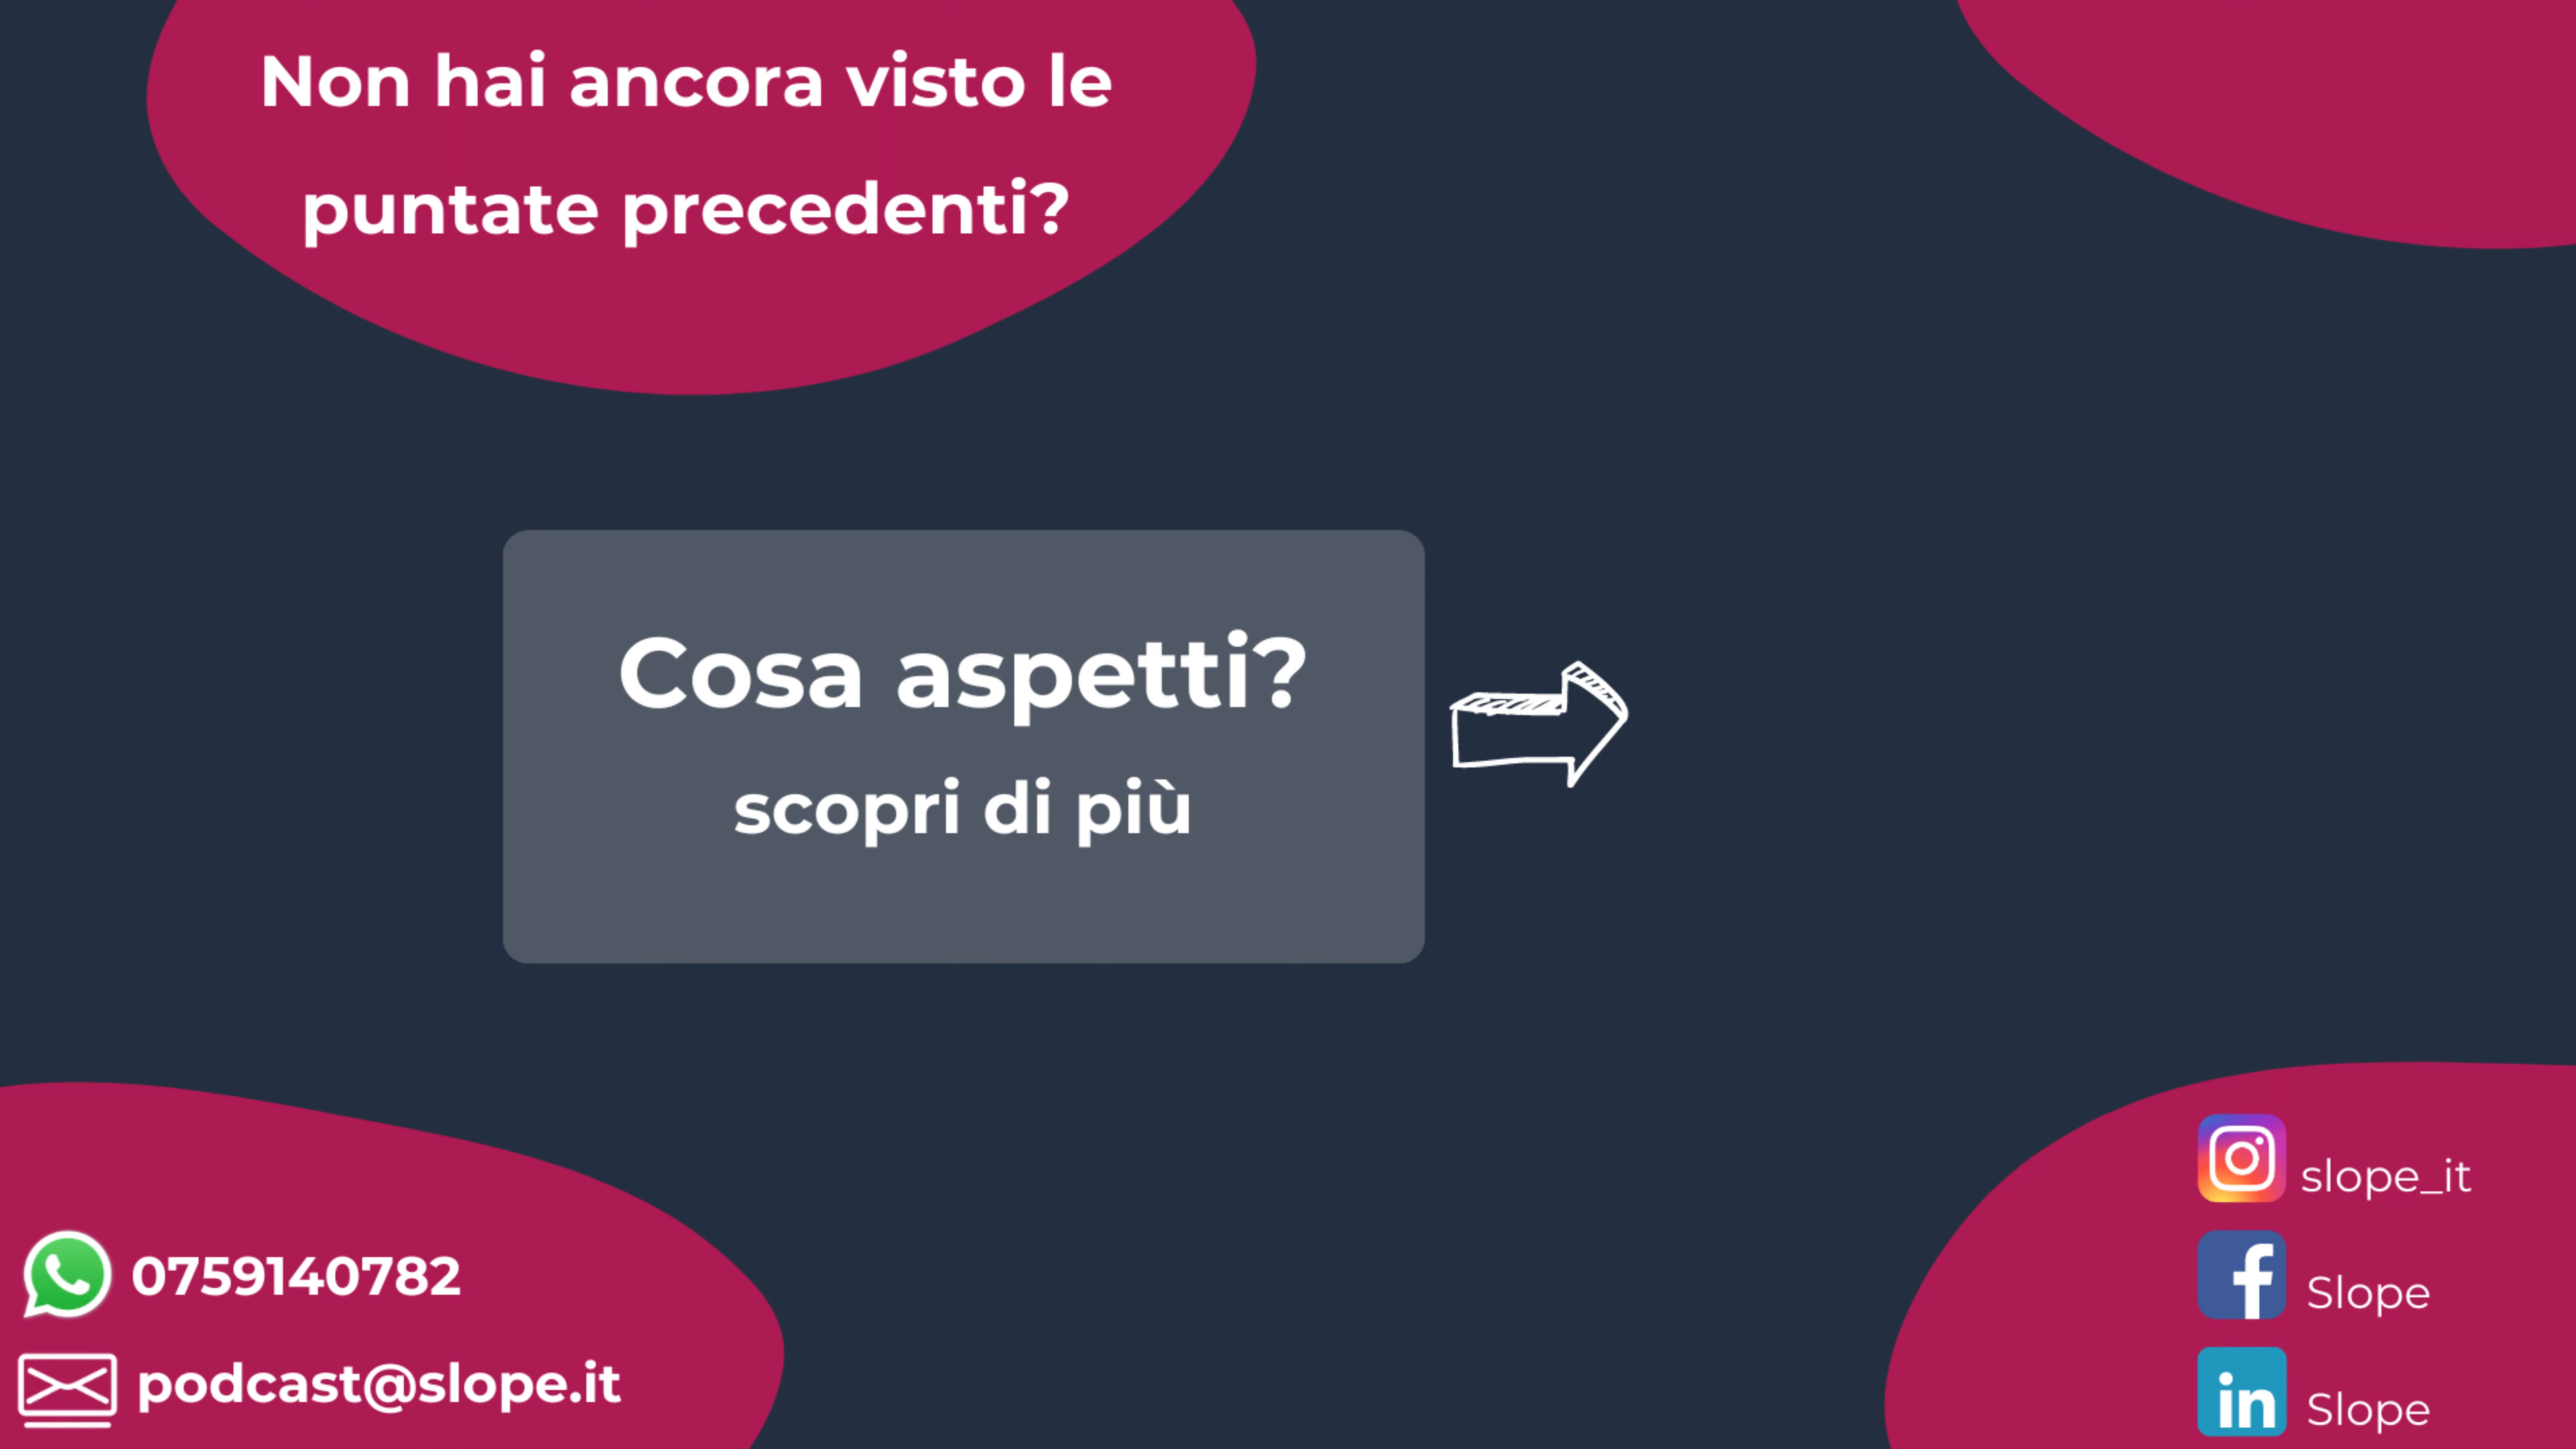 Non hai ancora visto le
puntate precedenti?
Cosa aspetti?
scopri di più
0759140782
podcast@slope.it
slope_it
Slope
Slope